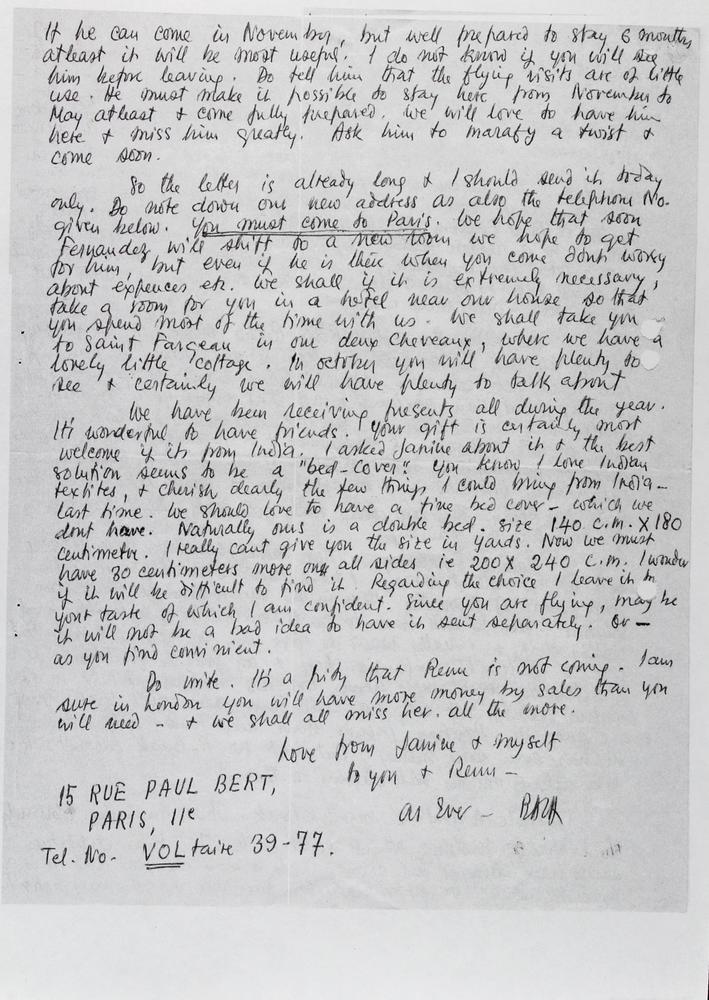 If he can come in November, but well prepared to stay 6 months
atleast it will be most useful. I do not know if you will see
him before leaving. Do tell him that the flying visits are of little
use. He must make it possible to stay here from November to
May atleast & come fully prepared. We will love to have him
here & miss him greatly. Ask him to a twist &
come soon.
So the letter is already long & I should send it today
only. Do note down our new address as also the telephone No.
given below. You must come to Paris. We hope that soon
Fernandez will shift to a new room we hope to get
for him, but even if he is there when you come dont worry
about expences etc. We shall if it is extremely necessary,
take a room for you in a hotel near our house so that
you spend most of the time with us. We shall take you
to Saint Fargeau in our deux Cheveaux, where we have a
lovely little cottage. In october you will have plenty to
see & certainly we will have plenty to talk about
We have been receiving presents all during the year.
It's wonderful to have friends. Your gift is certainly most
welcome if its from India. I asked Janine about it & the best
solution seems to be a "bed-cover". You know I love Indian
textiles, & cherish dearly the few things I could bring from India -
last time. We should love to have a fine bed cover - which we
dont have. Naturally ours is a double bed. Size 140 c.m. X 180
centimetre. I really cant give you the size in yards. Now we must
have 30 centimeters more on all sides ie 200 X 240 c.m. I wonder
if it will be difficult to find it. Regarding the choice I leave it to
your taste of which I am confident. Since you are flying, may be
it will not be a bad idea to have it sent separately. Or -
as you find convinient.
Do write. It's a pity that Renu is not coming. I am
sure in London you will have more money by sales than you
will need - & we shall all miss her. all the more.
Love from Janine & myself
to you & Renu -
as Ever -
15 RUE PAUL BERT,
PARIS, 11e
Tel. No. VOLtaire 39-77.